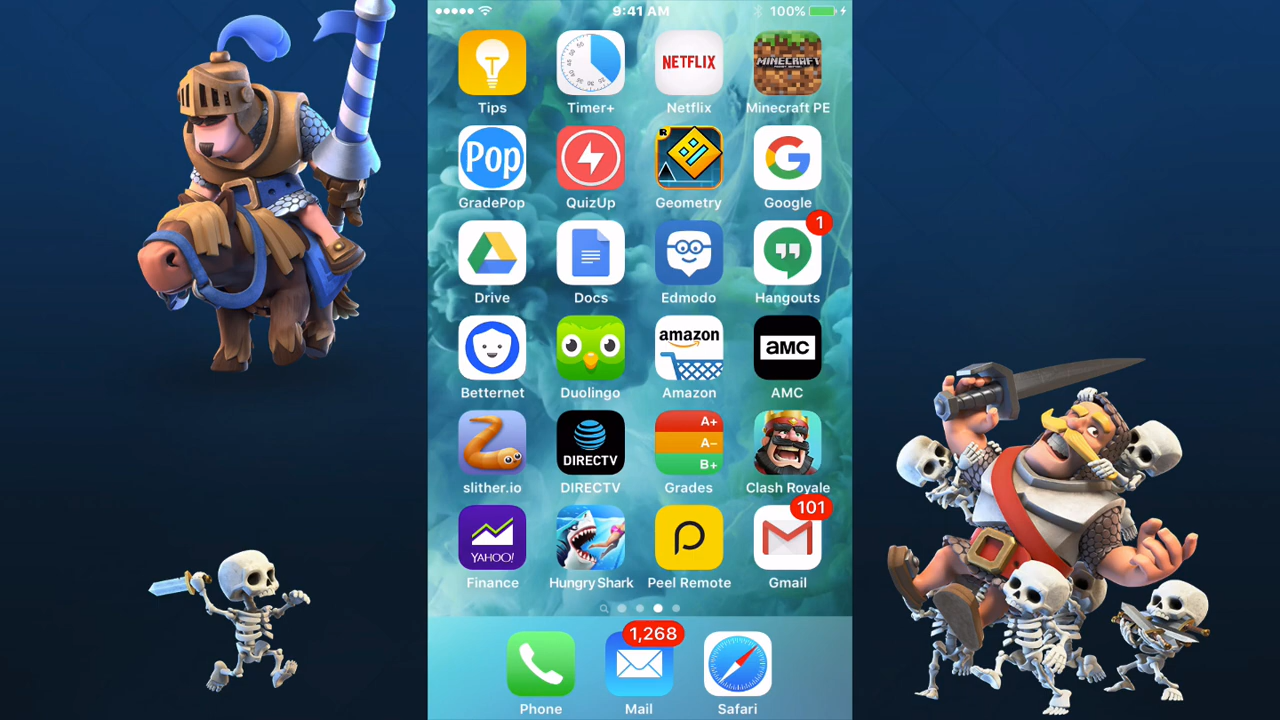 9:41 AM 100%
NETFLIX MINECRAFT
POCKET EDITION
Tips Timer+ Netflix Minecraft PE
Pop R G
GradePop QuizUp Geometry Google
1
Drive Docs Edmodo Hangouts
amazon aMC
Betternet Duolingo Amazon AMC
A+
DIRECTV A-
B+
slither.io DIRECTV Grades Clash Royale
101
YAHOO!
Finance Hungry Shark Peel Remote Gmail
1,268
Phone Mail Safari